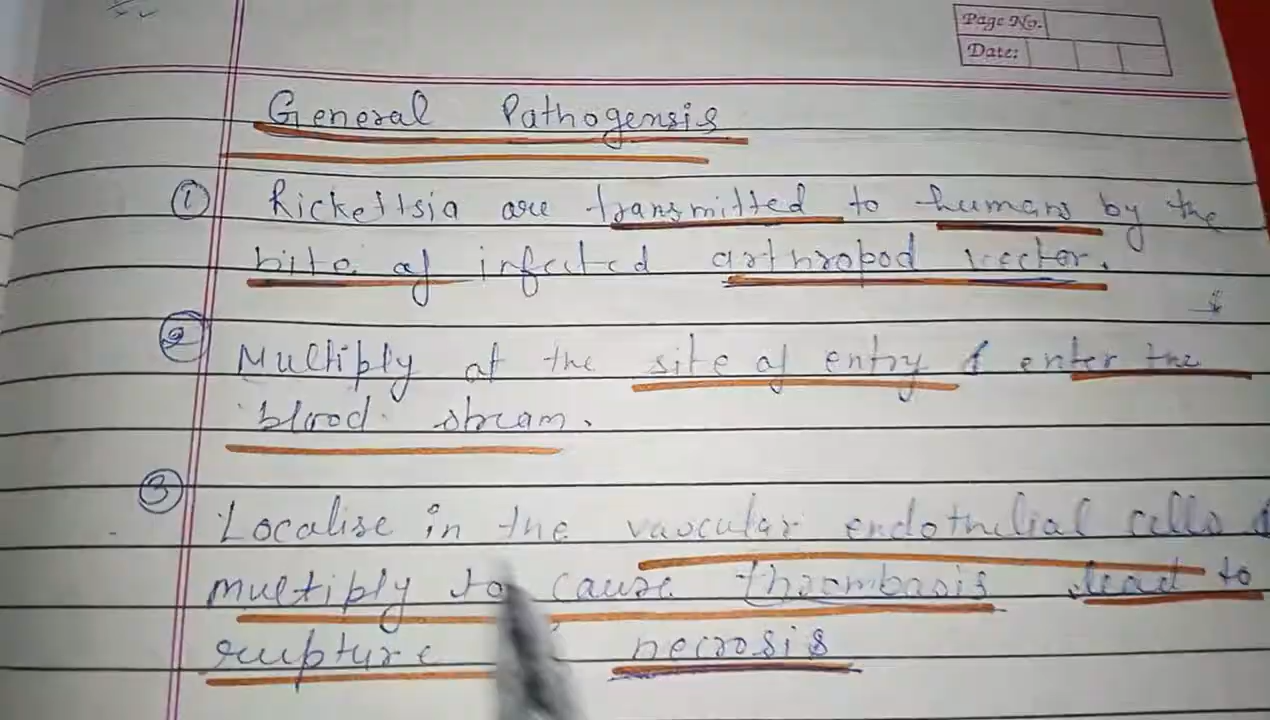 Page No.
Date:
General Pathogensis
① Rickettsia are transmitted to humans by the
bite of infected arthropod vector.
② Multiply at the site of entry & enter the
blood stream.
③ Localise in the vascular endothelial cells &
multiply to cause thrombosis lead to
rupture necrosis